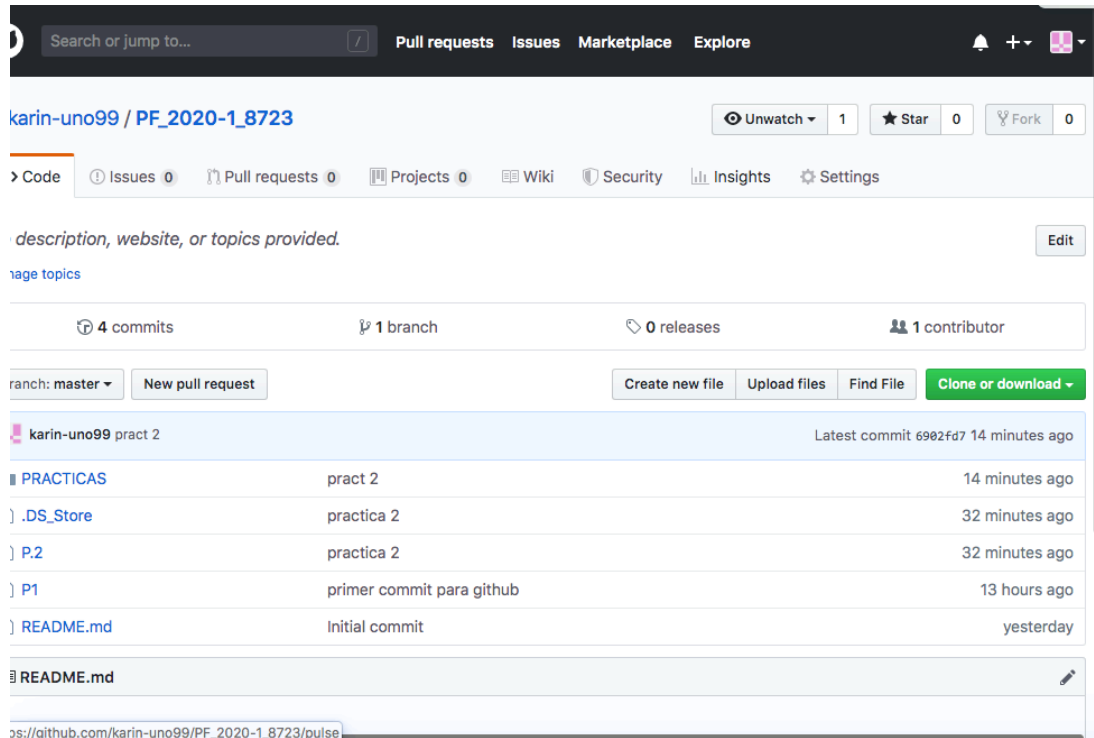 Search or jump to... / Pull requests Issues Marketplace Explore
karin-uno99 / PF_2020-1_8723 Unwatch 1 Star 0 Fork 0
Code Issues 0 Pull requests 0 Projects 0 Wiki Security Insights Settings
description, website, or topics provided. Edit
nage topics
4 commits 1 branch 0 releases 1 contributor
ranch: master New pull request Create new file Upload files Find File Clone or download
karin-uno99 pract 2 Latest commit 6902fd7 14 minutes ago
PRACTICAS pract 2 14 minutes ago
.DS_Store practica 2 32 minutes ago
P.2 practica 2 32 minutes ago
P1 primer commit para github 13 hours ago
README.md Initial commit yesterday
README.md
ps://github.com/karin-uno99/PF_2020-1_8723/pulse